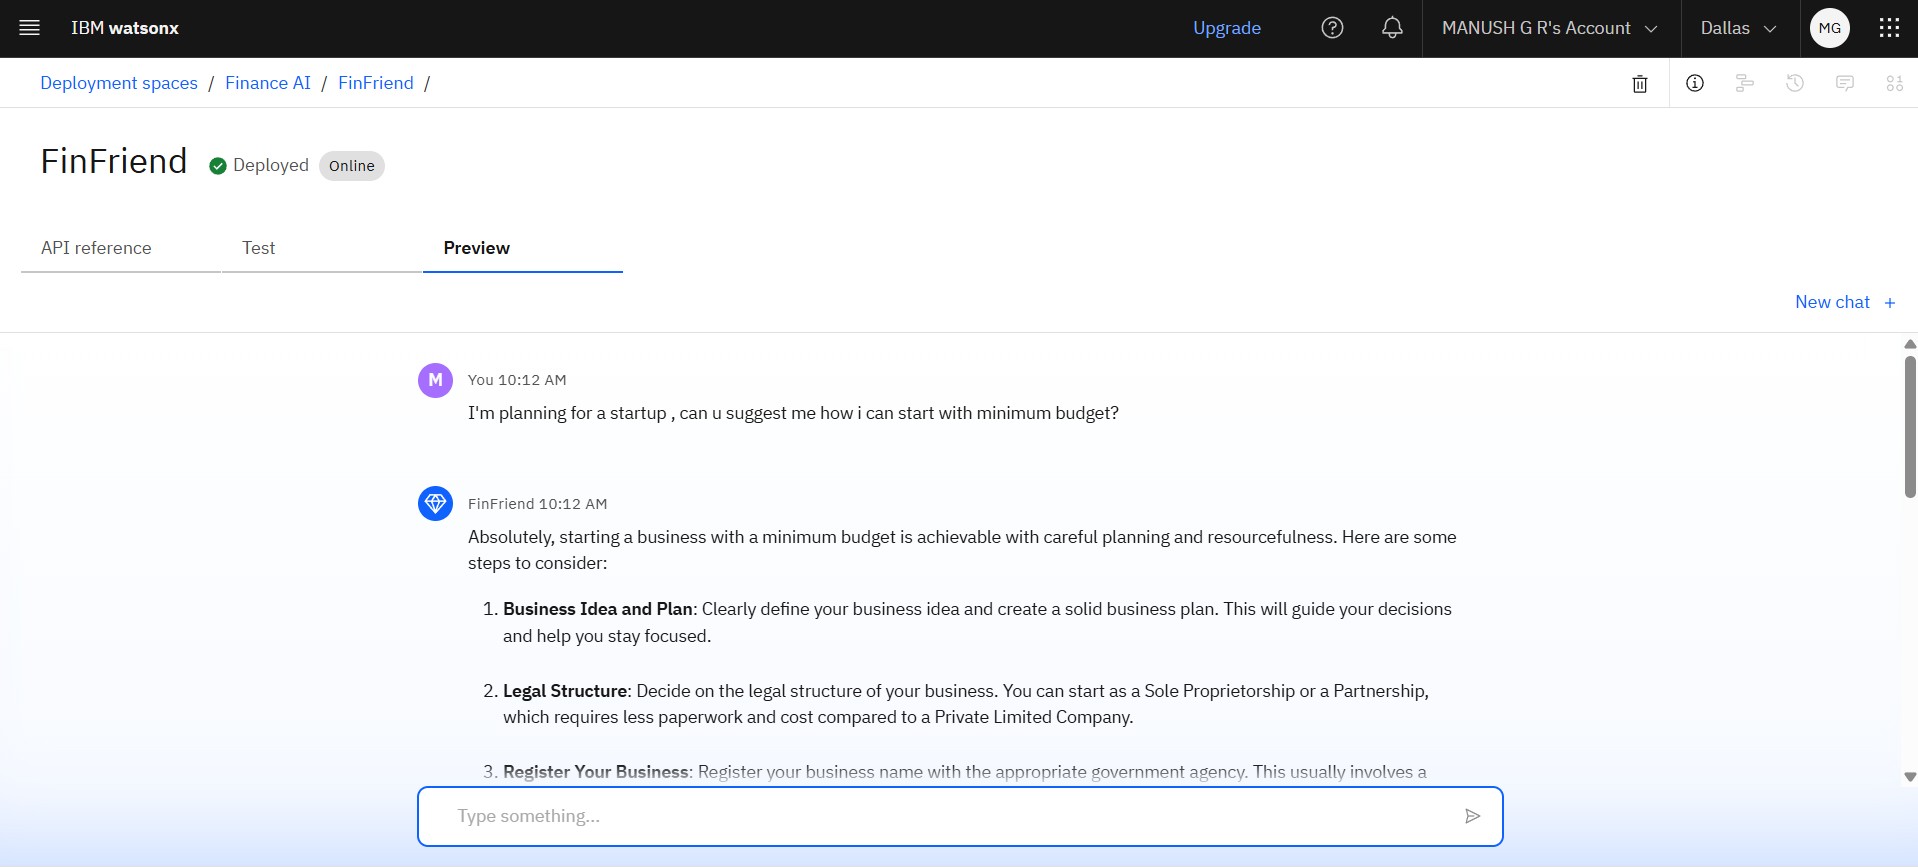 IBM watsonx
Upgrade
MANUSH G R's Account
Dallas
MG
Deployment spaces / Finance AI / FinFriend /
FinFriend
Deployed
Online
API reference
Test
Preview
New chat +
M
You 10:12 AM
I'm planning for a startup , can u suggest me how i can start with minimum budget?
FinFriend 10:12 AM
Absolutely, starting a business with a minimum budget is achievable with careful planning and resourcefulness. Here are some
steps to consider:
1. Business Idea and Plan: Clearly define your business idea and create a solid business plan. This will guide your decisions
and help you stay focused.
2. Legal Structure: Decide on the legal structure of your business. You can start as a Sole Proprietorship or a Partnership,
which requires less paperwork and cost compared to a Private Limited Company.
3. Register Your Business: Register your business name with the appropriate government agency. This usually involves a
Type something...